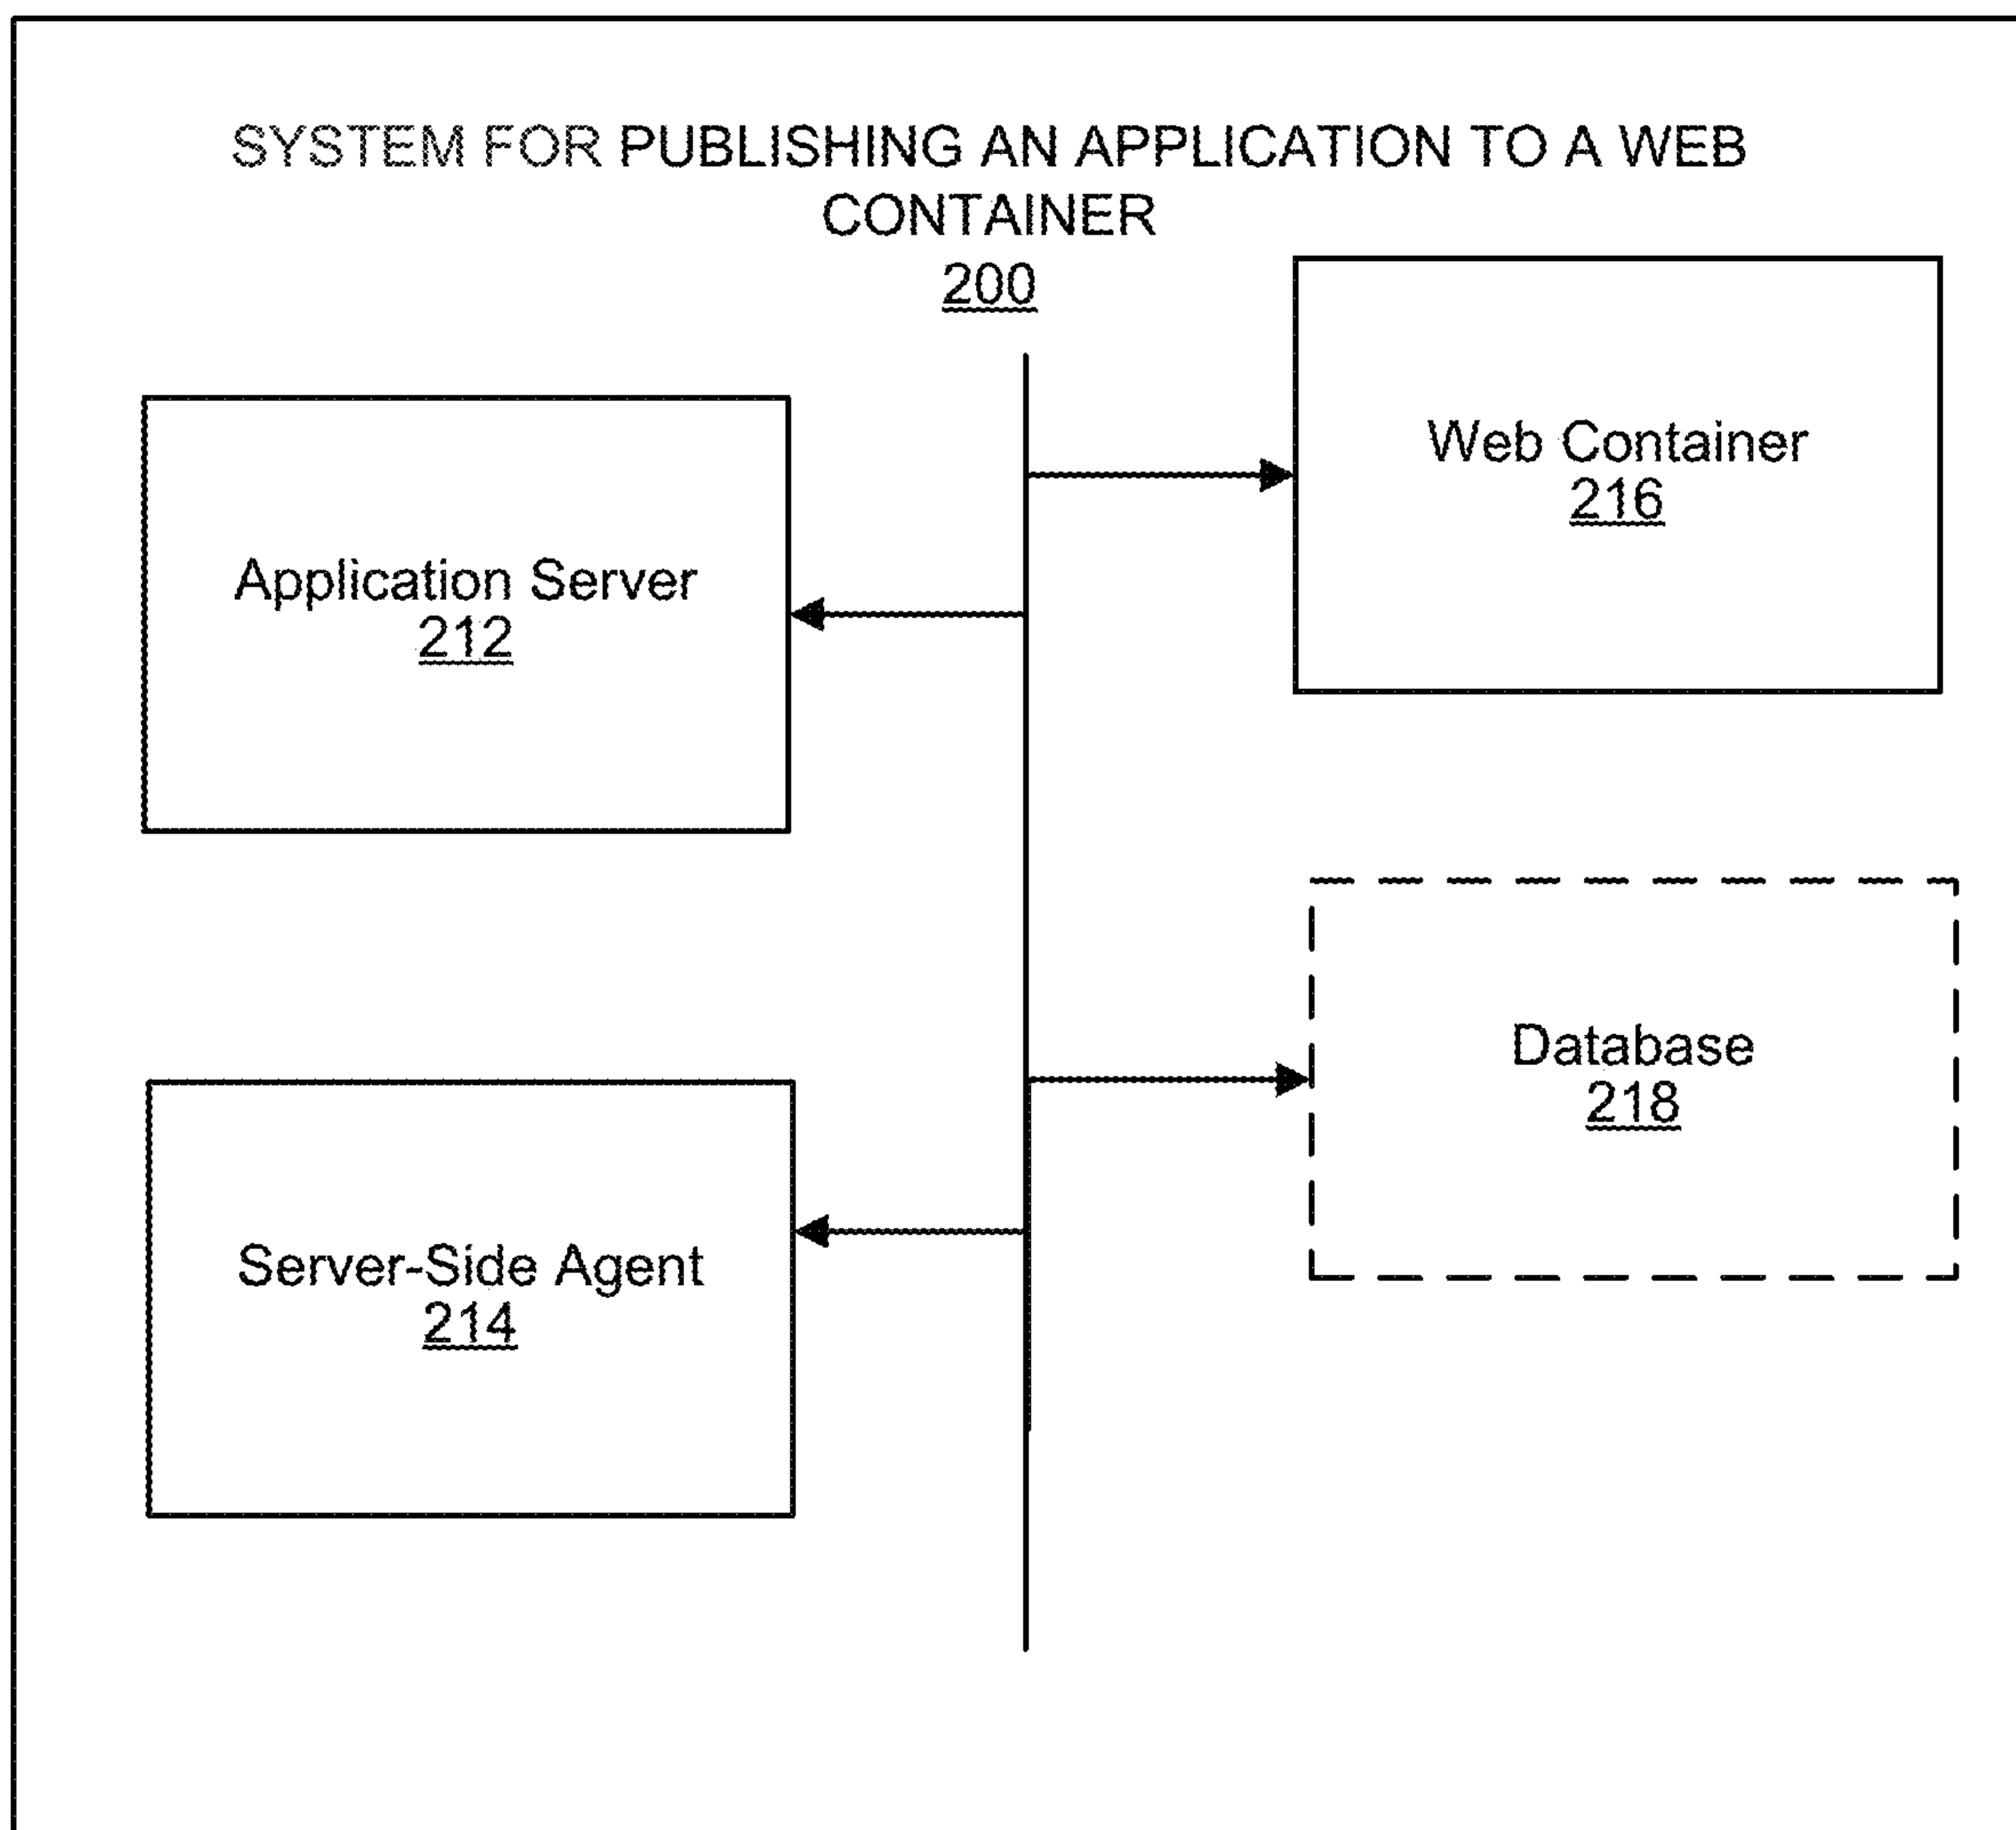 SYSTEM FOR PUBLISHING AN APPLICATION TO A WEB
CONTAINER
200
Web Container
216
Application Server
212
Database
218
Server-Side Agent
214